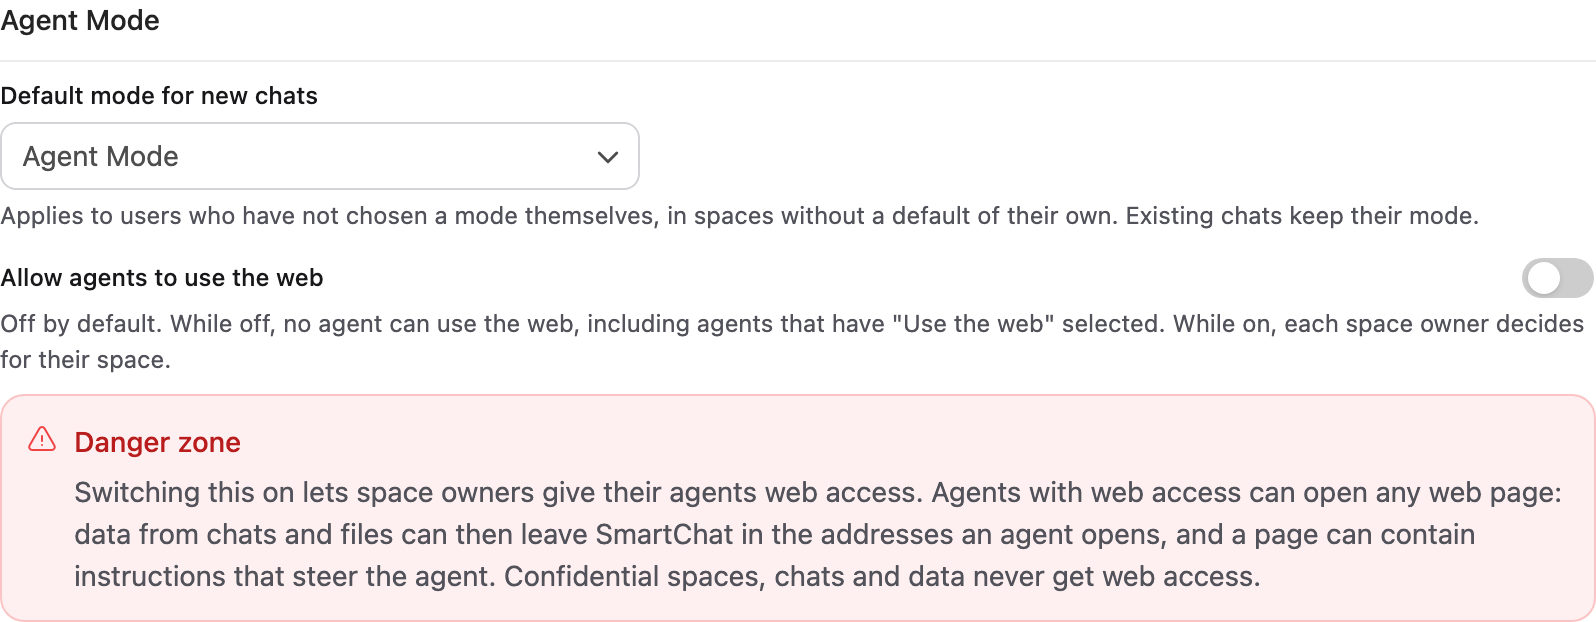 Agent Mode
Default mode for new chats
Agent Mode
Applies to users who have not chosen a mode themselves, in spaces without a default of their own. Existing chats keep their mode.
Allow agents to use the web
Off by default. While off, no agent can use the web, including agents that have "Use the web" selected. While on, each space owner decides
for their space.
Danger zone
Switching this on lets space owners give their agents web access. Agents with web access can open any web page:
data from chats and files can then leave SmartChat in the addresses an agent opens, and a page can contain
instructions that steer the agent. Confidential spaces, chats and data never get web access.